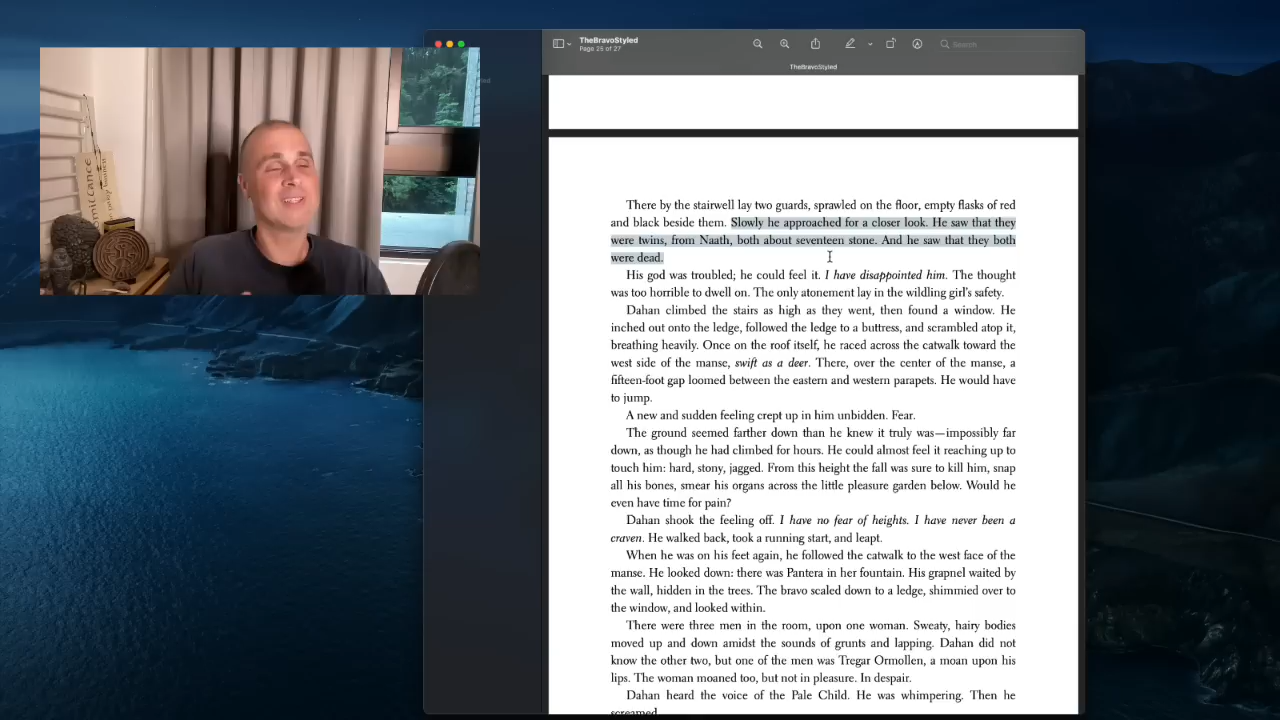 TheBravoStyled
Page 25 of 27
Search
TheBravoStyled
There by the stairwell lay two guards, sprawled on the floor, empty flasks of red
and black beside them. Slowly he approached for a closer look. He saw that they
were twins, from Naath, both about seventeen stone. And he saw that they both
were dead.
His god was troubled; he could feel it. I have disappointed him. The thought
was too horrible to dwell on. The only atonement lay in the wildling girl's safety.
Dahan climbed the stairs as high as they went, then found a window. He
inched out onto the ledge, followed the ledge to a buttress, and scrambled atop it,
breathing heavily. Once on the roof itself, he raced across the catwalk toward the
west side of the manse, swift as a deer. There, over the center of the manse, a
fifteen-foot gap loomed between the eastern and western parapets. He would have
to jump.
A new and sudden feeling crept up in him unbidden. Fear.
The ground seemed farther down than he knew it truly was—impossibly far
down, as though he had climbed for hours. He could almost feel it reaching up to
touch him: hard, stony, jagged. From this height the fall was sure to kill him, snap
all his bones, smear his organs across the little pleasure garden below. Would he
even have time for pain?
Dahan shook the feeling off. I have no fear of heights. I have never been a
craven. He walked back, took a running start, and leapt.
When he was on his feet again, he followed the catwalk to the west face of the
manse. He looked down: there was Pantera in her fountain. His grapnel waited by
the wall, hidden in the trees. The bravo scaled down to a ledge, shimmied over to
the window, and looked within.
There were three men in the room, upon one woman. Sweaty, hairy bodies
moved up and down amidst the sounds of grunts and lapping. Dahan did not
know the other two, but one of the men was Tregar Ormollen, a moan upon his
lips. The woman moaned too, but not in pleasure. In despair.
Dahan heard the voice of the Pale Child. He was whimpering. Then he
screamed